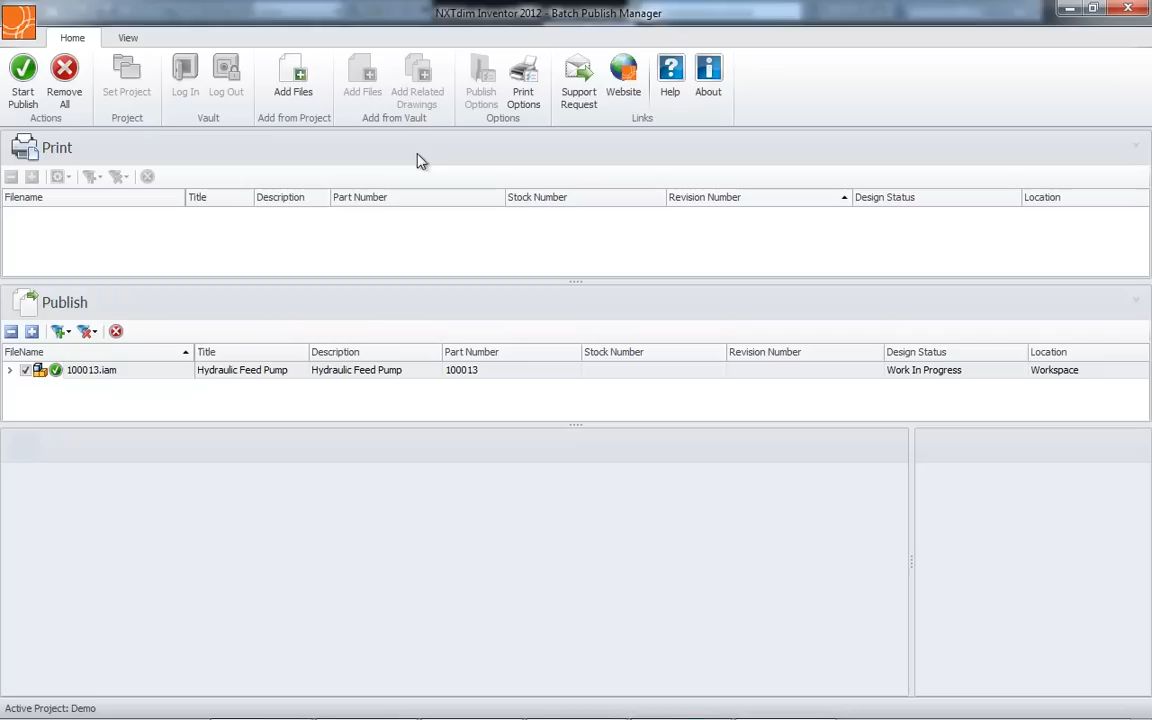 NXTdim Inventor 2012 - Batch Publish Manager
Home View
Start Publish
Remove All
Set Project
Log In
Log Out
Add Files
Add Files
Add Related Drawings
Publish Options
Print Options
Support Request
Website
Help
About
Actions Project Vault Add from Project Add from Vault Options Links
Print
Filename Title Description Part Number Stock Number Revision Number Design Status Location
Publish
FileName Title Description Part Number Stock Number Revision Number Design Status Location
100013.iam Hydraulic Feed Pump Hydraulic Feed Pump 100013 Work In Progress Workspace
Active Project: Demo